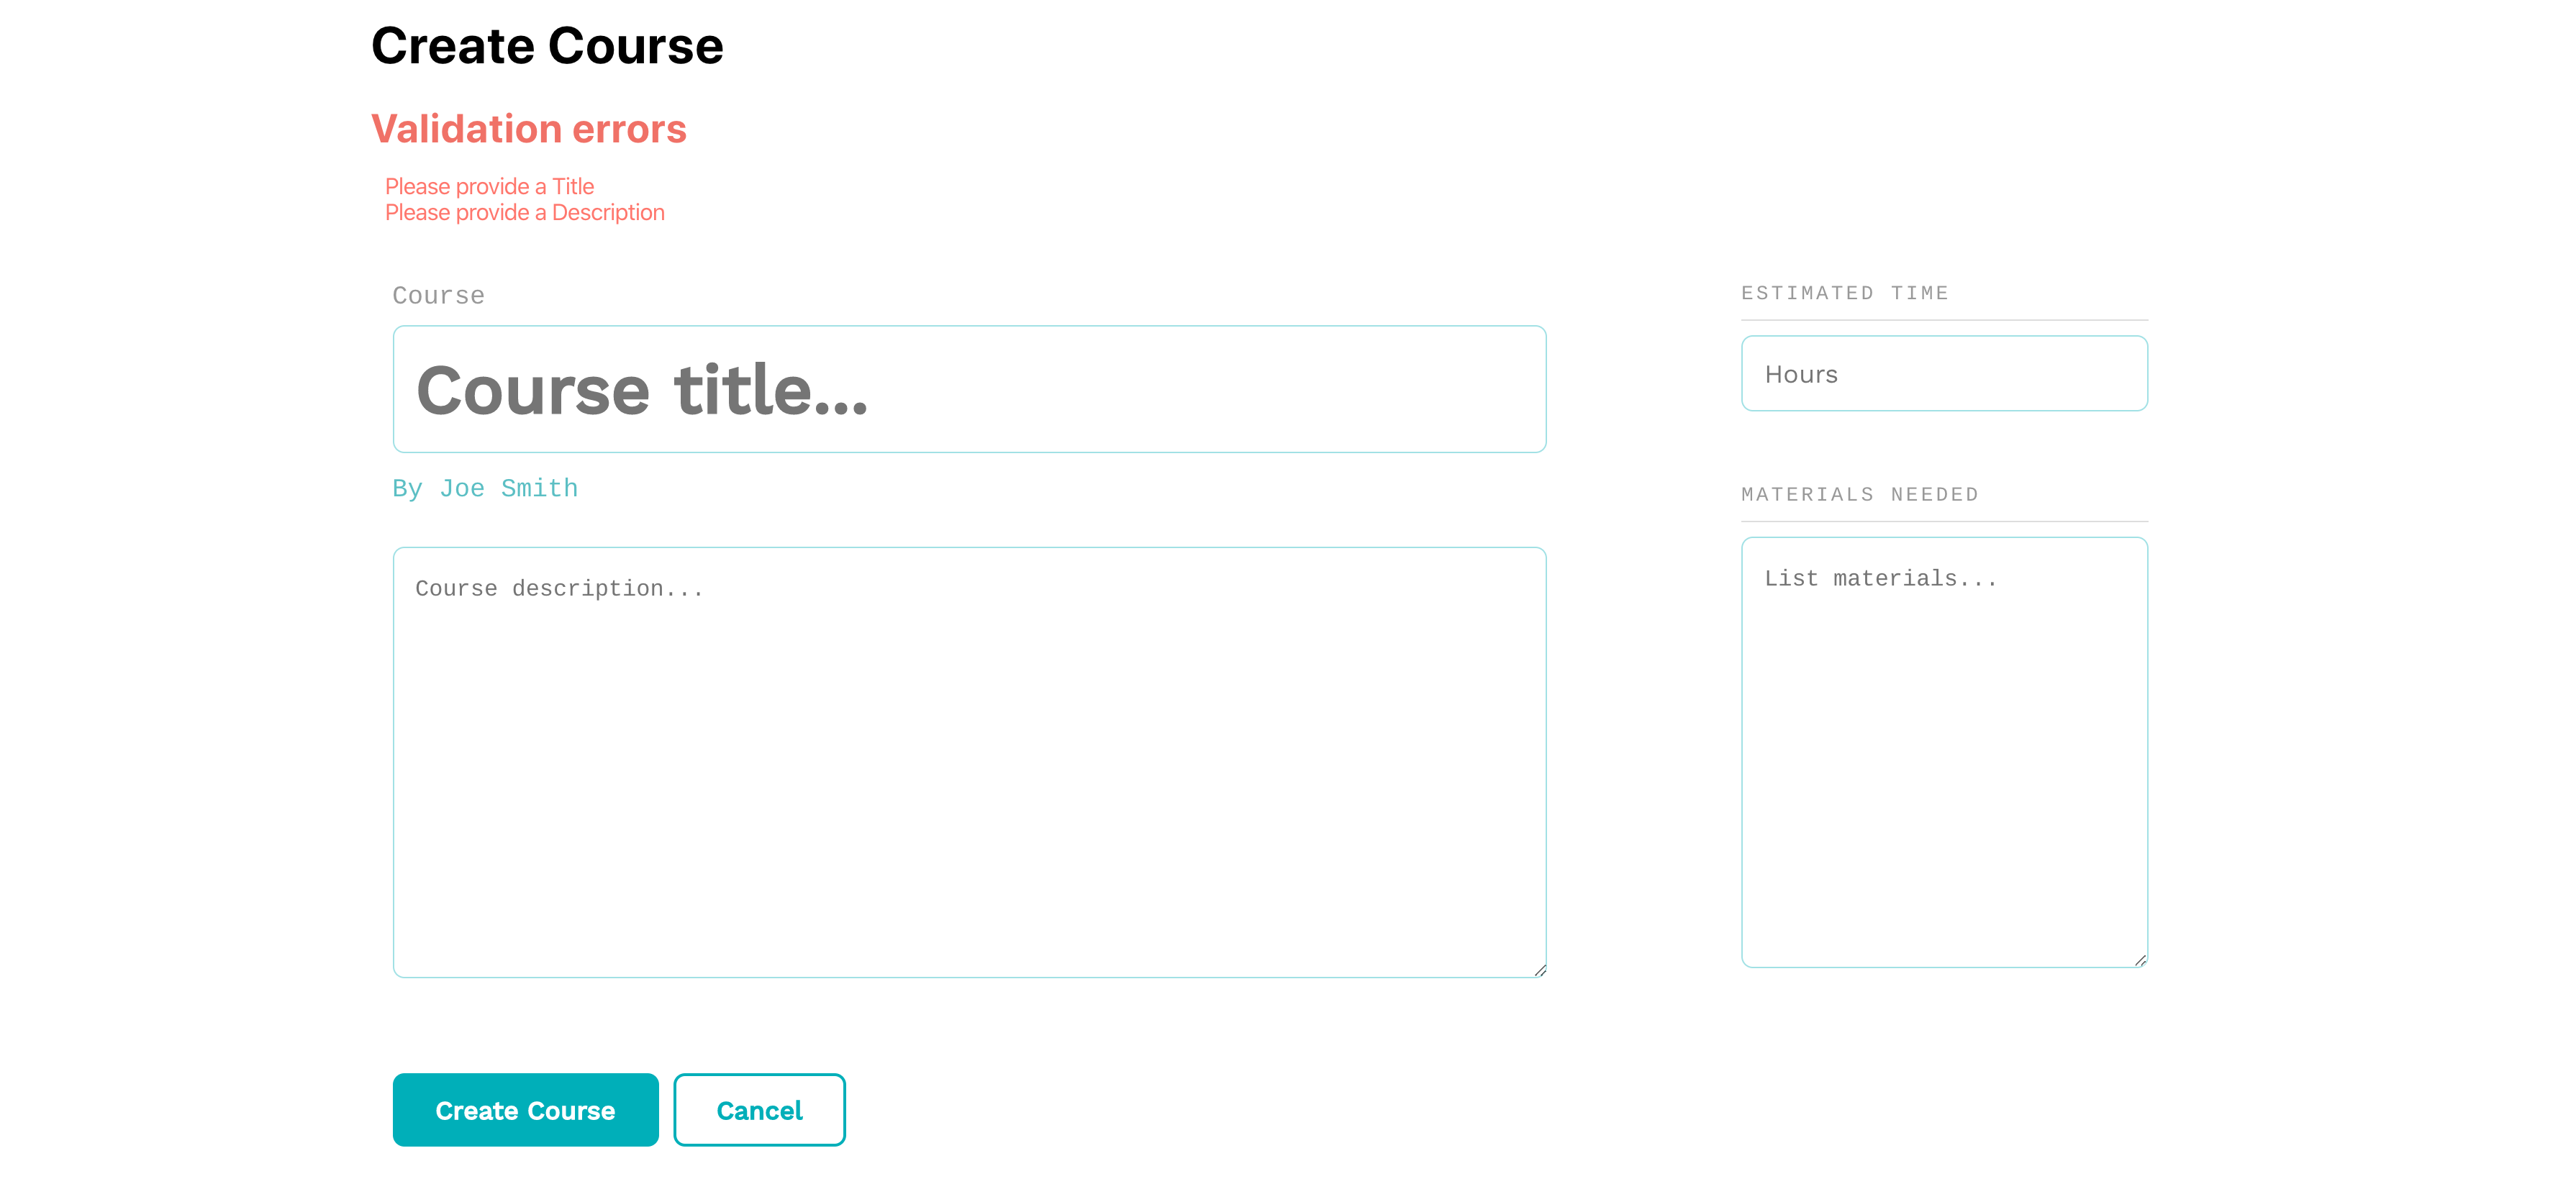 Create Course
Validation errors
Please provide a Title
Please provide a Description
Course
Course title...
By Joe Smith
Course description...
ESTIMATED TIME
Hours
MATERIALS NEEDED
List materials...
Create Course
Cancel